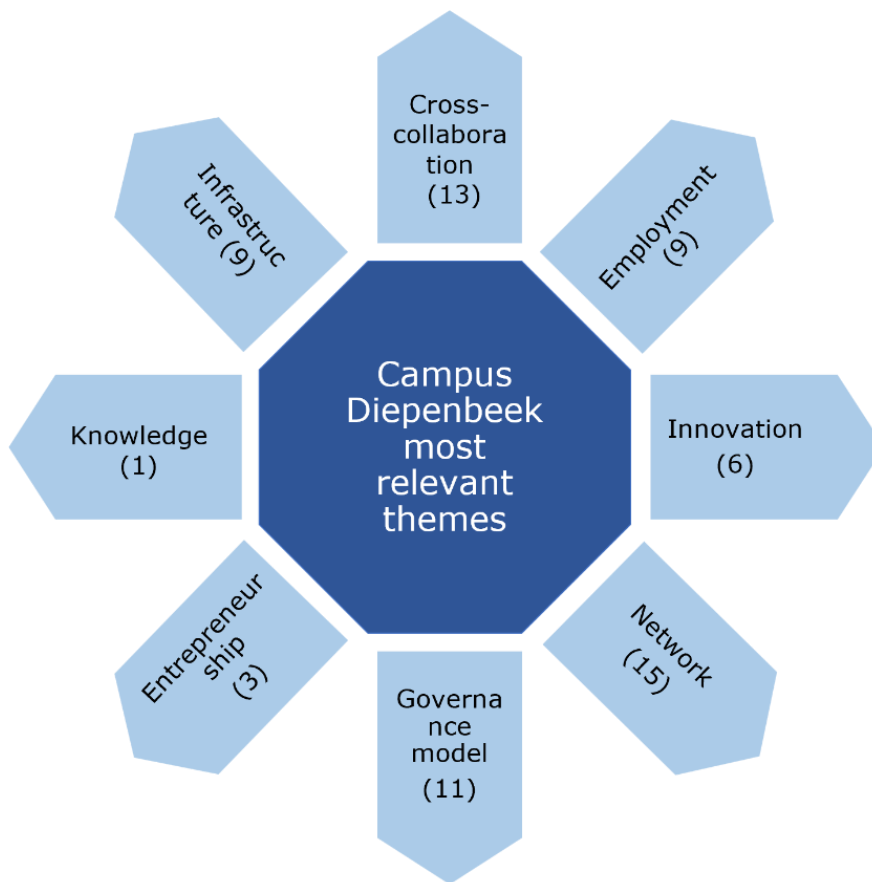 Cross-
collabora
tion
(13)
Infrastruc
ture (9)
Employment
(9)
Campus
Diepenbeek
most
relevant
themes
Knowledge
(1)
Innovation
(6)
Entrepreneur
ship
(3)
Network
(15)
Governa
nce
model
(11)